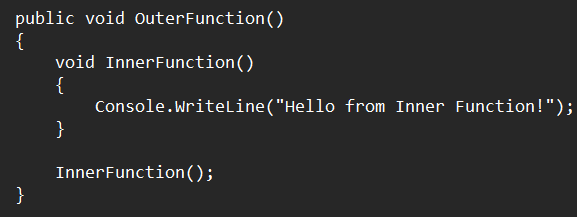 public void OuterFunction()
{
    void InnerFunction()
    {
        Console.WriteLine("Hello from Inner Function!");
    }

    InnerFunction();
}